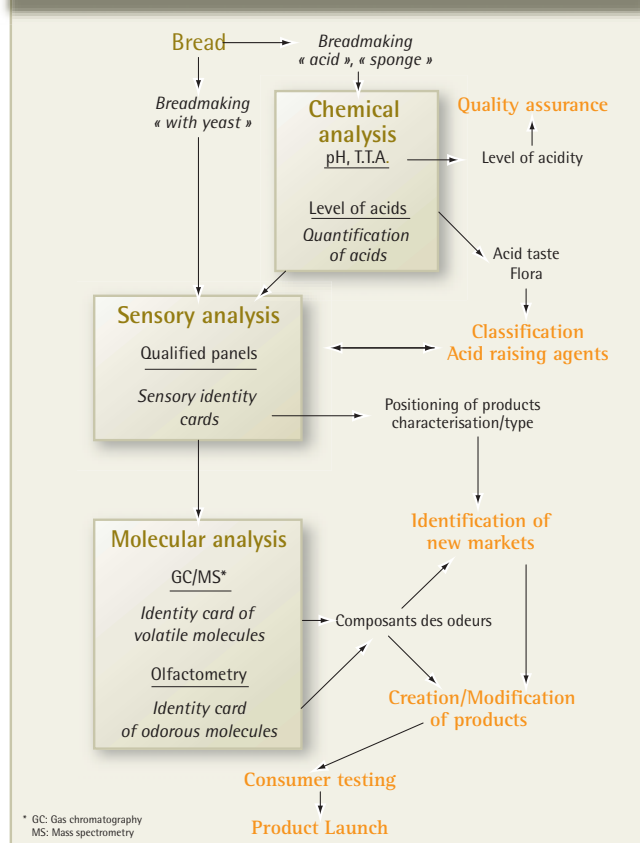 Bread
Breadmaking
« acid », « sponge »
Breadmaking
« with yeast »
Chemical
analysis
pH, T.T.A.
Level of acids
Quantification
of acids
Quality assurance
Level of acidity
Acid taste
Flora
Classification
Acid raising agents
Sensory analysis
Qualified panels
Sensory identity
cards
Positioning of products
characterisation/type
Identification of
new markets
Molecular analysis
GC/MS*
Identity card of
volatile molecules
Olfactometry
Identity card
of odorous molecules
Composants des odeurs
Creation/Modification
of products
Consumer testing
Product Launch
* GC: Gas chromatography
MS: Mass spectrometry